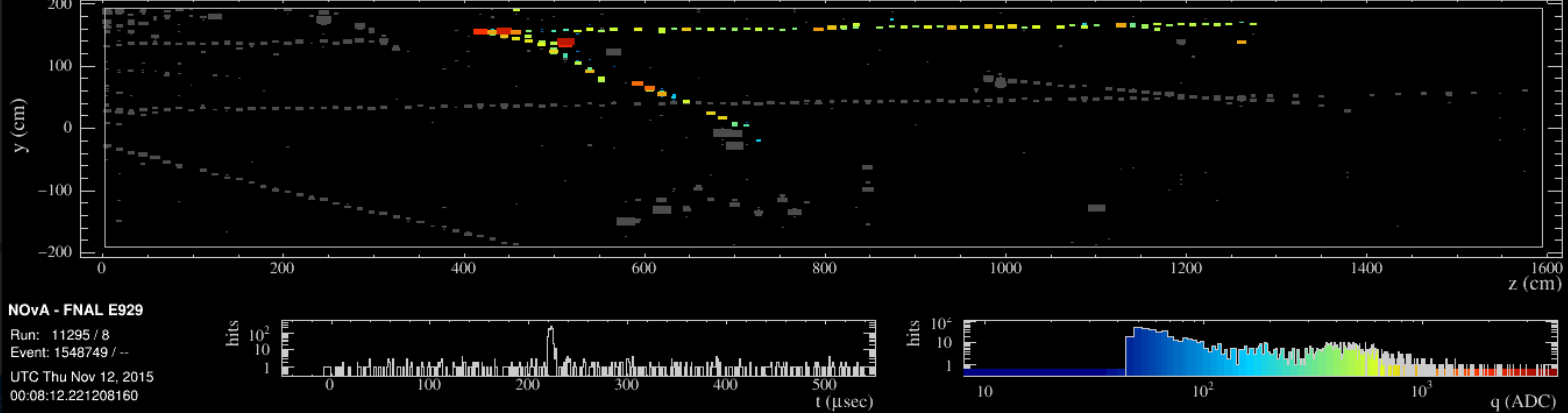 200
100
0
−100
−200
y (cm)
0 200 400 600 800 1000 1200 1400 1600
z (cm)
NOvA - FNAL E929
Run: 11295 / 8
Event: 1548749 / --
UTC Thu Nov 12, 2015
00:08:12.221208160
hits
10²
10
1
0 100 200 300 400 500
t (μsec)
hits
10²
10
1
10 10² 10³
q (ADC)